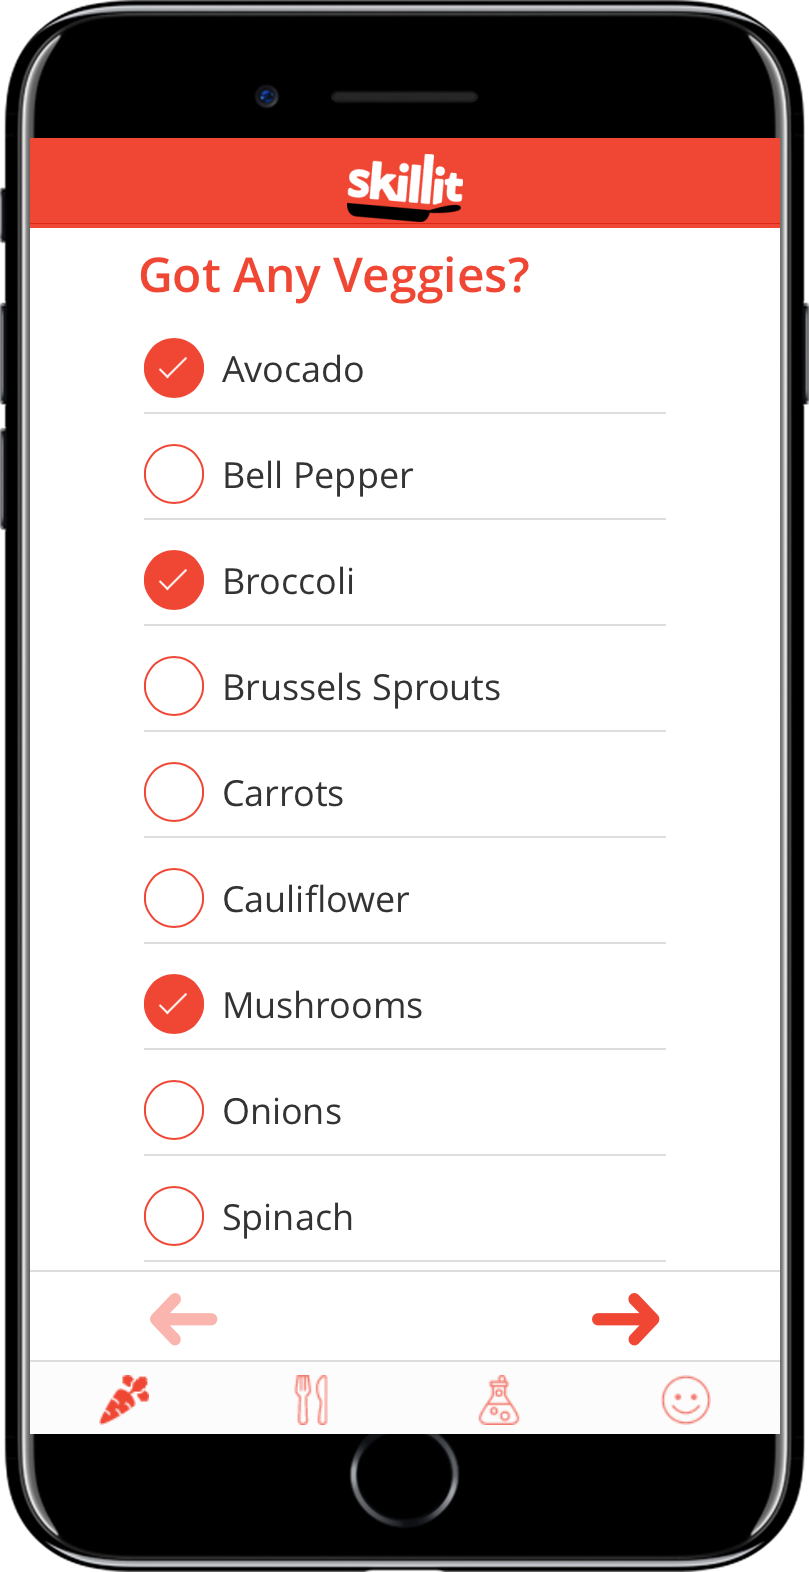 skillit
Got Any Veggies?
Avocado
Bell Pepper
Broccoli
Brussels Sprouts
Carrots
Cauliflower
Mushrooms
Onions
Spinach